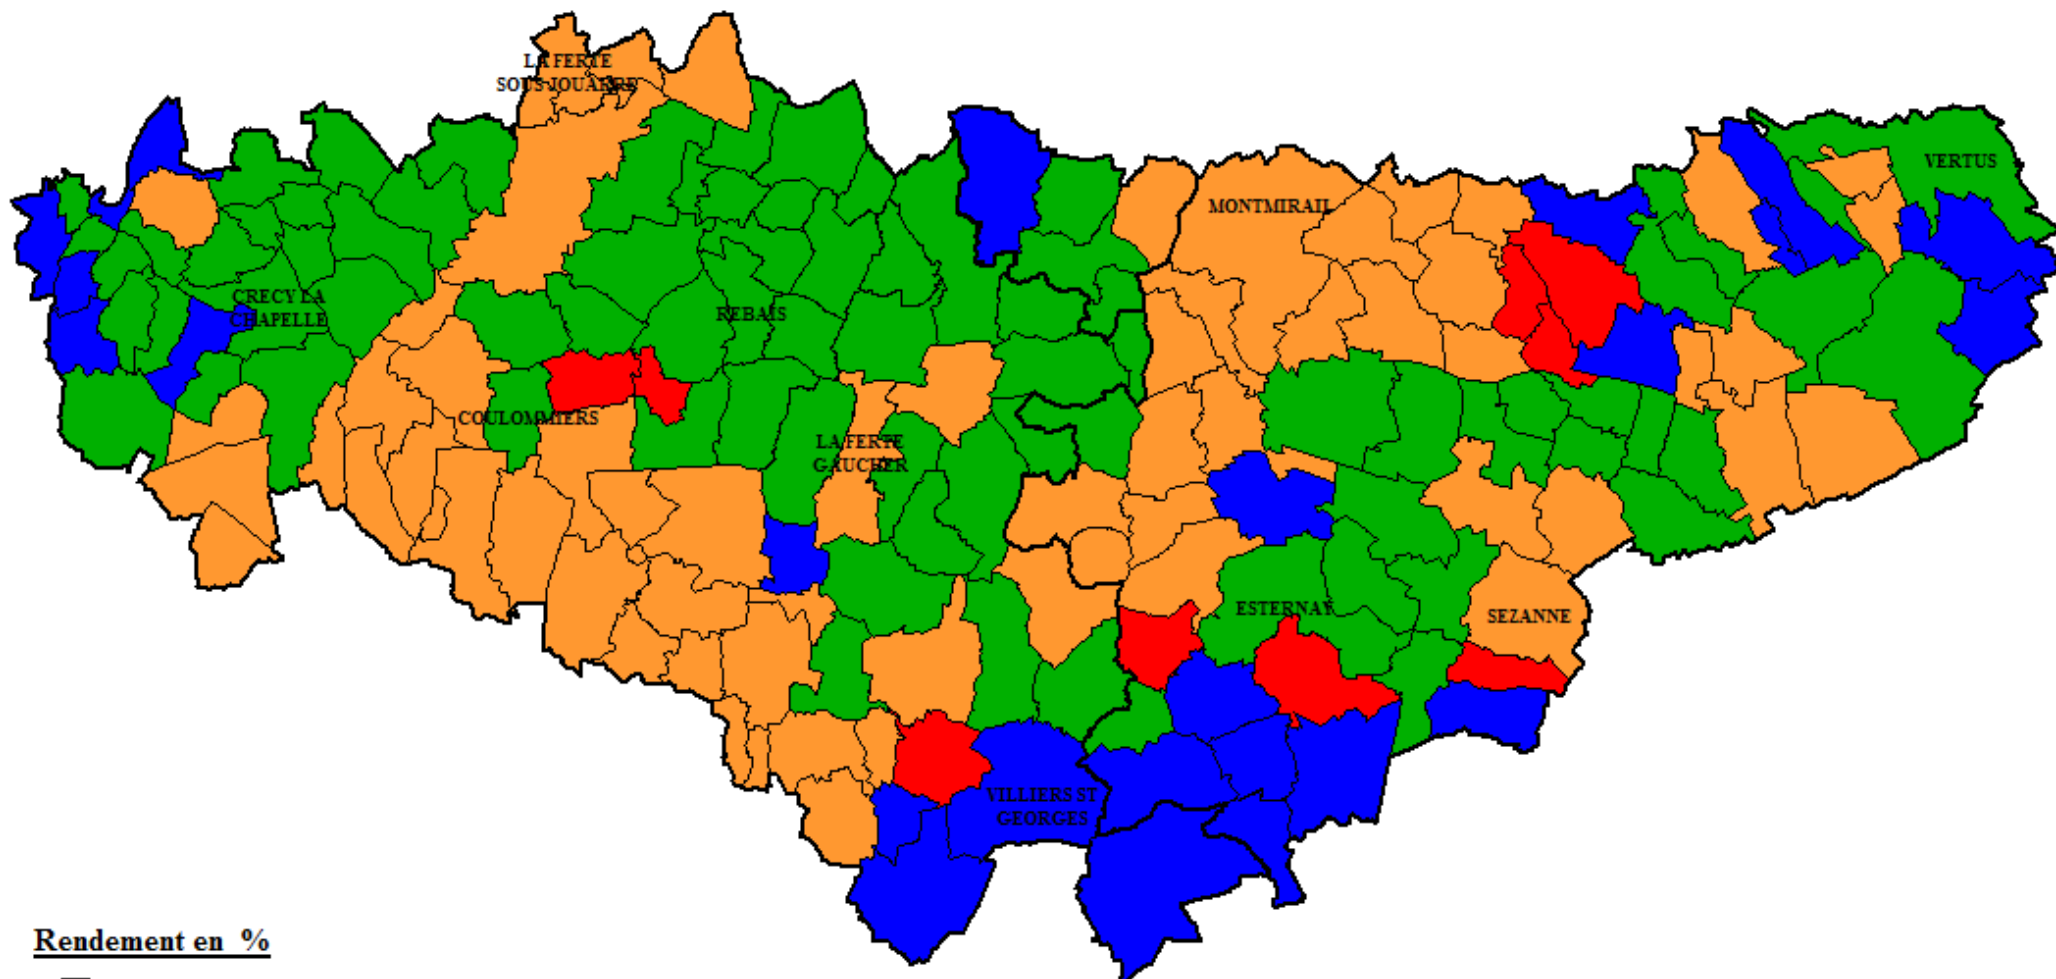 LA FERTE
SOUS JOUARRE
VERTUS
MONTMIRAIL
CRECY LA
CHAPELLE
REBAIS
COULOMMIERS
LA FERTE
GAUCHER
ESTERNAY
SEZANNE
VILLIERS ST
GEORGES
Rendement en %